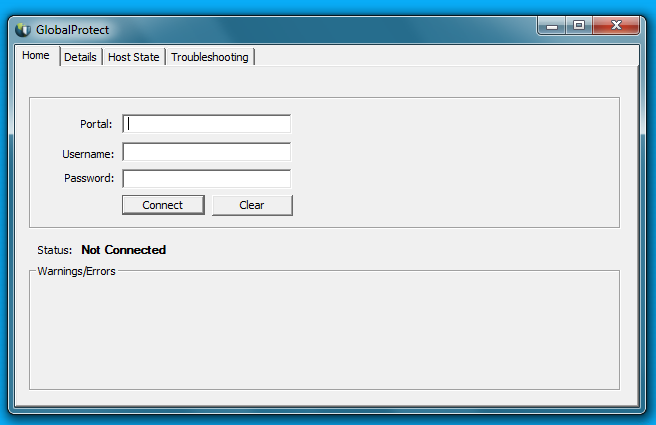 GlobalProtect
Home Details Host State Troubleshooting
Portal:
Username:
Password:
Connect Clear
Status: Not Connected
Warnings/Errors